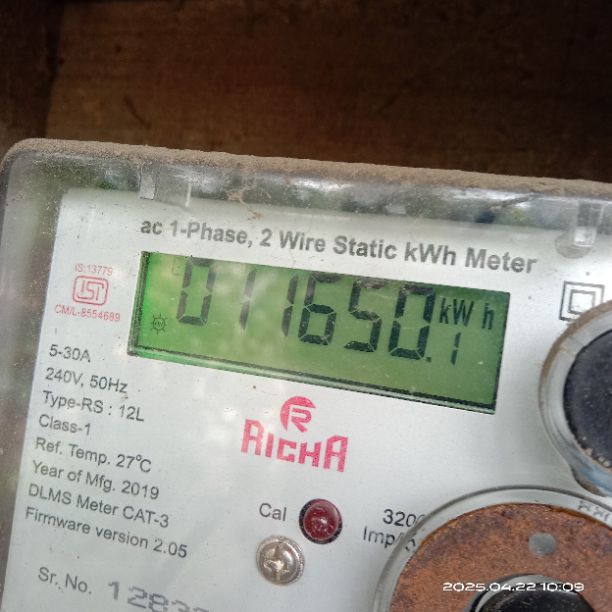 ac 1-Phase, 2 Wire Static kWh Meter
IS:13779
ISI
CM/L-8554689
011650.1 kWh
5-30A
240V, 50Hz
Type-RS : 12L
Class-1
Ref. Temp. 27°C
Year of Mfg. 2019
DLMS Meter CAT-3
Firmware version 2.05
RICHA
Cal
Sr. No.
2025.04.22 10:09